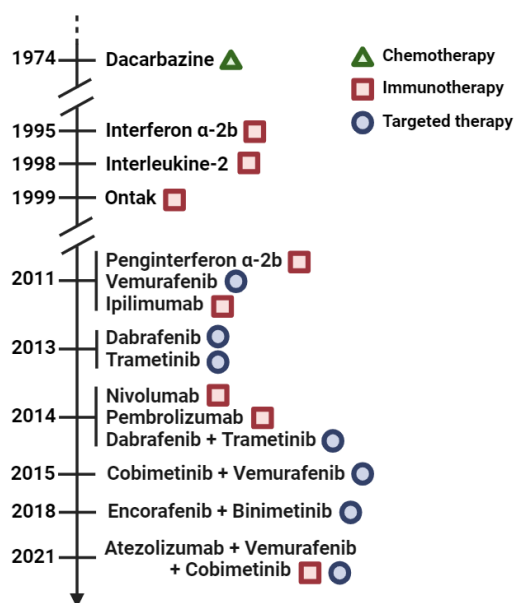 1974 Dacarbazine
Chemotherapy
Immunotherapy
Targeted therapy
1995 Interferon α-2b
1998 Interleukine-2
1999 Ontak
2011
Penginterferon α-2b
Vemurafenib
Ipilimumab
2013
Dabrafenib
Trametinib
2014
Nivolumab
Pembrolizumab
Dabrafenib + Trametinib
2015 Cobimetinib + Vemurafenib
2018 Encorafenib + Binimetinib
2021
Atezolizumab + Vemurafenib
+ Cobimetinib